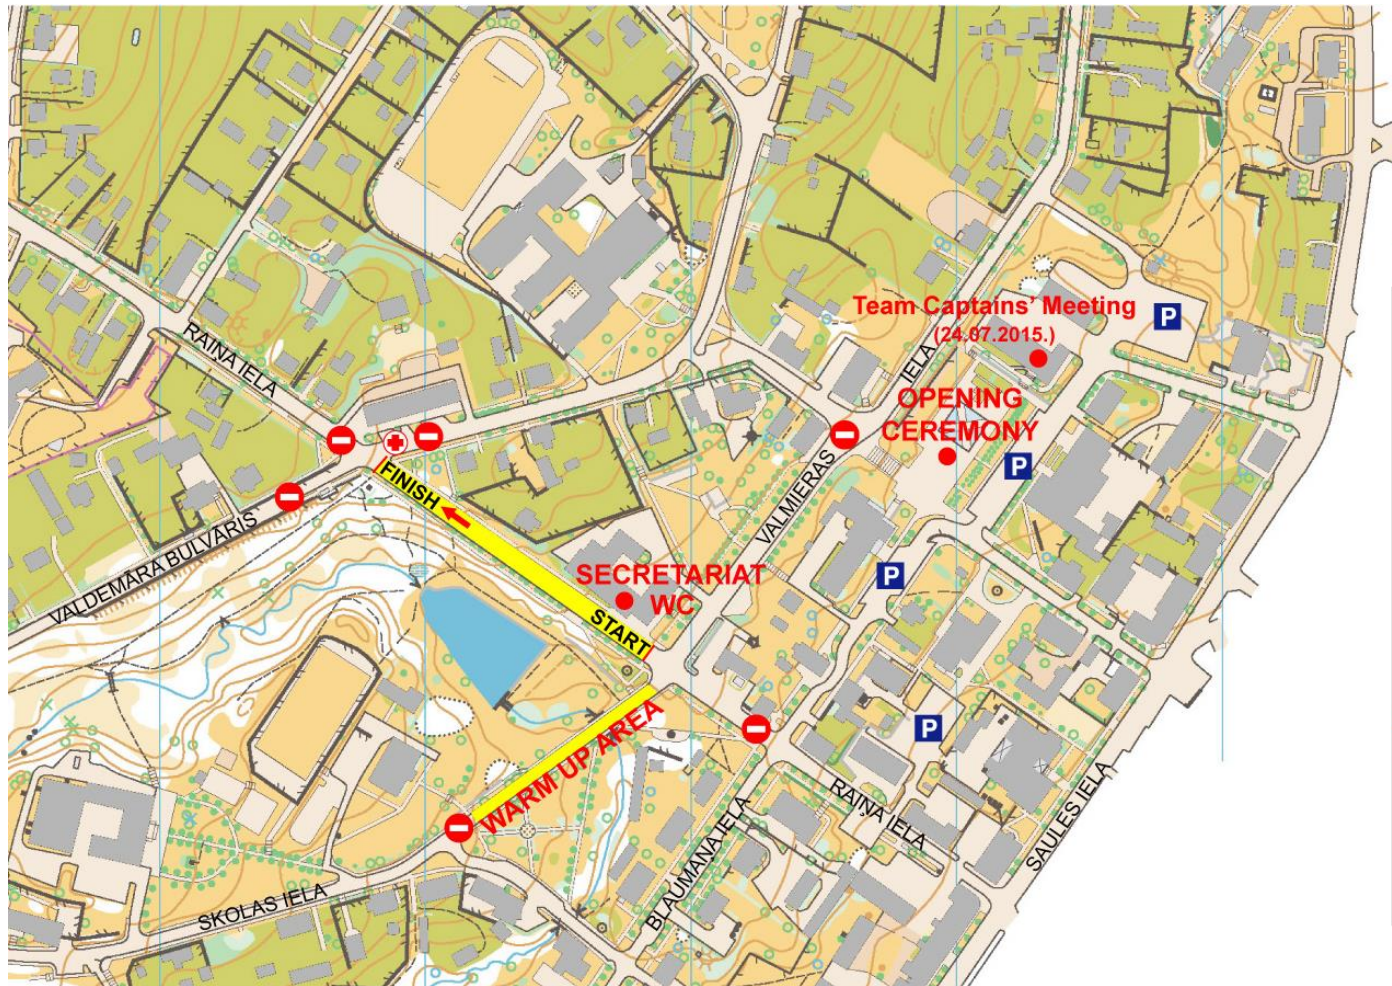 Team Captains' Meeting
(24.07.2015.)
P
RAIŅA IELA
IELA
OPENING
CEREMONY
P
FINISH
VALMIERAS
VALDEMĀRA BULVĀRIS
SECRETARIAT
WC
P
START
WARM UP AREA
P
RAIŅA IELA
SAULES IELA
BLAUMAŅA IELA
SKOLAS IELA